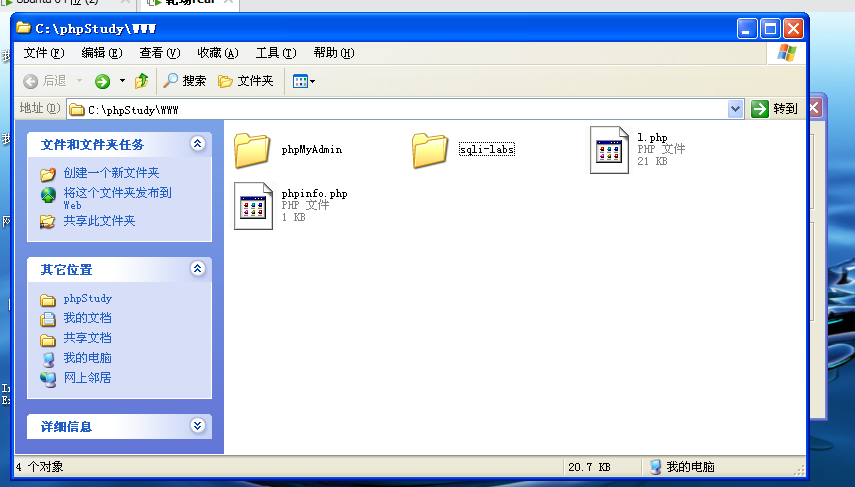 Ubuntu 64 位 (2)
C:\phpStudy\WWW
文件(F) 编辑(E) 查看(V) 收藏(A) 工具(T) 帮助(H)
后退 搜索 文件夹
地址(D) C:\phpStudy\WWW 转到
文件和文件夹任务
创建一个新文件夹
将这个文件夹发布到
Web
共享此文件夹
其它位置
phpStudy
我的文档
共享文档
我的电脑
网上邻居
详细信息
phpMyAdmin
sqli-labs
l.php
PHP 文件
21 KB
phpinfo.php
PHP 文件
1 KB
4 个对象 20.7 KB 我的电脑